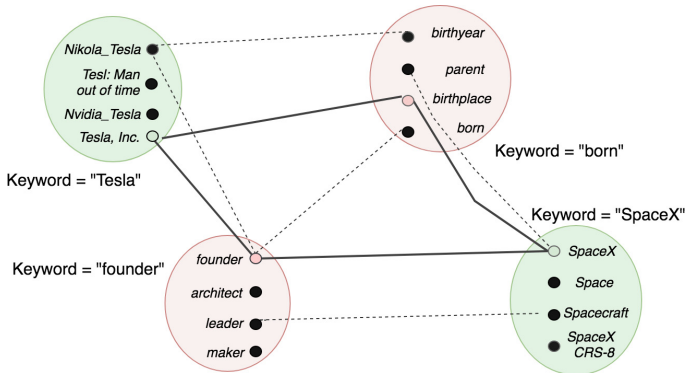 Nikola_Tesla
Tesl: Man
out of time
Nvidia_Tesla
Tesla, Inc.
Keyword = "Tesla"
birthyear
parent
birthplace
born
Keyword = "born"
Keyword = "founder"
founder
architect
leader
maker
Keyword = "SpaceX"
SpaceX
Space
Spacecraft
SpaceX
CRS-8